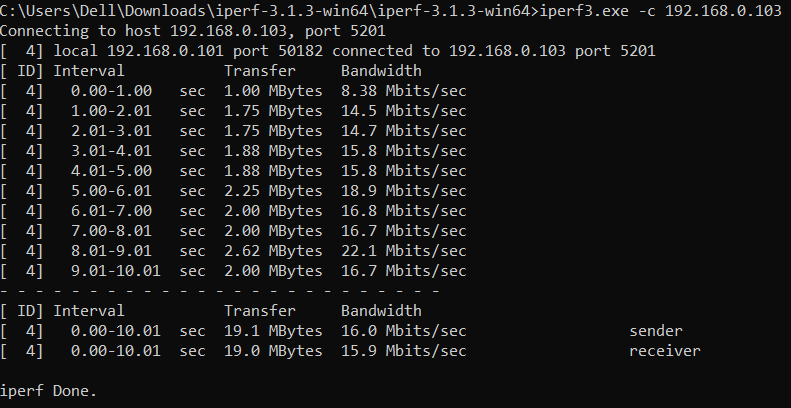 C:\Users\Dell\Downloads\iperf-3.1.3-win64\iperf-3.1.3-win64>iperf3.exe -c 192.168.0.103
Connecting to host 192.168.0.103, port 5201
[  4] local 192.168.0.101 port 50182 connected to 192.168.0.103 port 5201
[ ID] Interval           Transfer     Bandwidth
[  4]   0.00-1.00   sec  1.00 MBytes  8.38 Mbits/sec
[  4]   1.00-2.01   sec  1.75 MBytes  14.5 Mbits/sec
[  4]   2.01-3.01   sec  1.75 MBytes  14.7 Mbits/sec
[  4]   3.01-4.01   sec  1.88 MBytes  15.8 Mbits/sec
[  4]   4.01-5.00   sec  1.88 MBytes  15.8 Mbits/sec
[  4]   5.00-6.01   sec  2.25 MBytes  18.9 Mbits/sec
[  4]   6.01-7.00   sec  2.00 MBytes  16.8 Mbits/sec
[  4]   7.00-8.01   sec  2.00 MBytes  16.7 Mbits/sec
[  4]   8.01-9.01   sec  2.62 MBytes  22.1 Mbits/sec
[  4]   9.01-10.01  sec  2.00 MBytes  16.7 Mbits/sec
- - - - - - - - - - - - - - - - - - - - - - - - -
[ ID] Interval           Transfer     Bandwidth
[  4]   0.00-10.01  sec  19.1 MBytes  16.0 Mbits/sec                  sender
[  4]   0.00-10.01  sec  19.0 MBytes  15.9 Mbits/sec                  receiver
iperf Done.